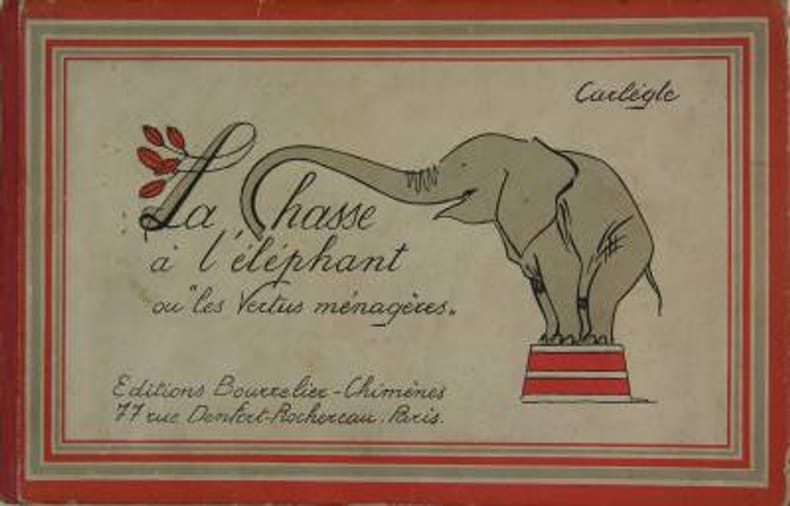 Carlègle
La Chasse
à l'éléphant
ou "les Vertus ménagères„
Editions Bourrelier-Chimènes
77 rue Denfert-Rochereau. Paris.